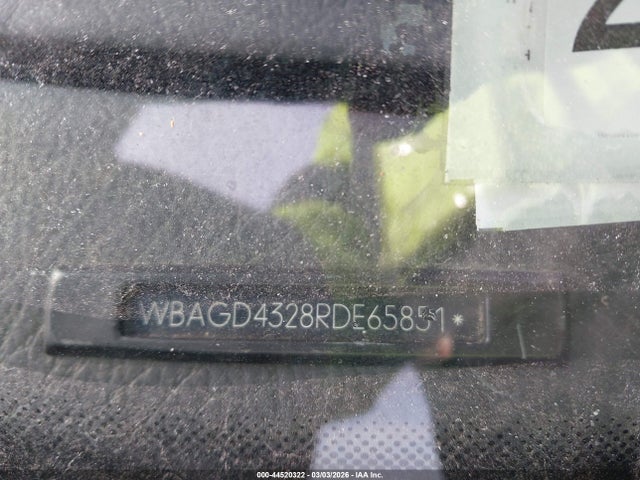 WBAGD4328RDE65851*
000-44520322 - 03/03/2026 - IAA Inc.